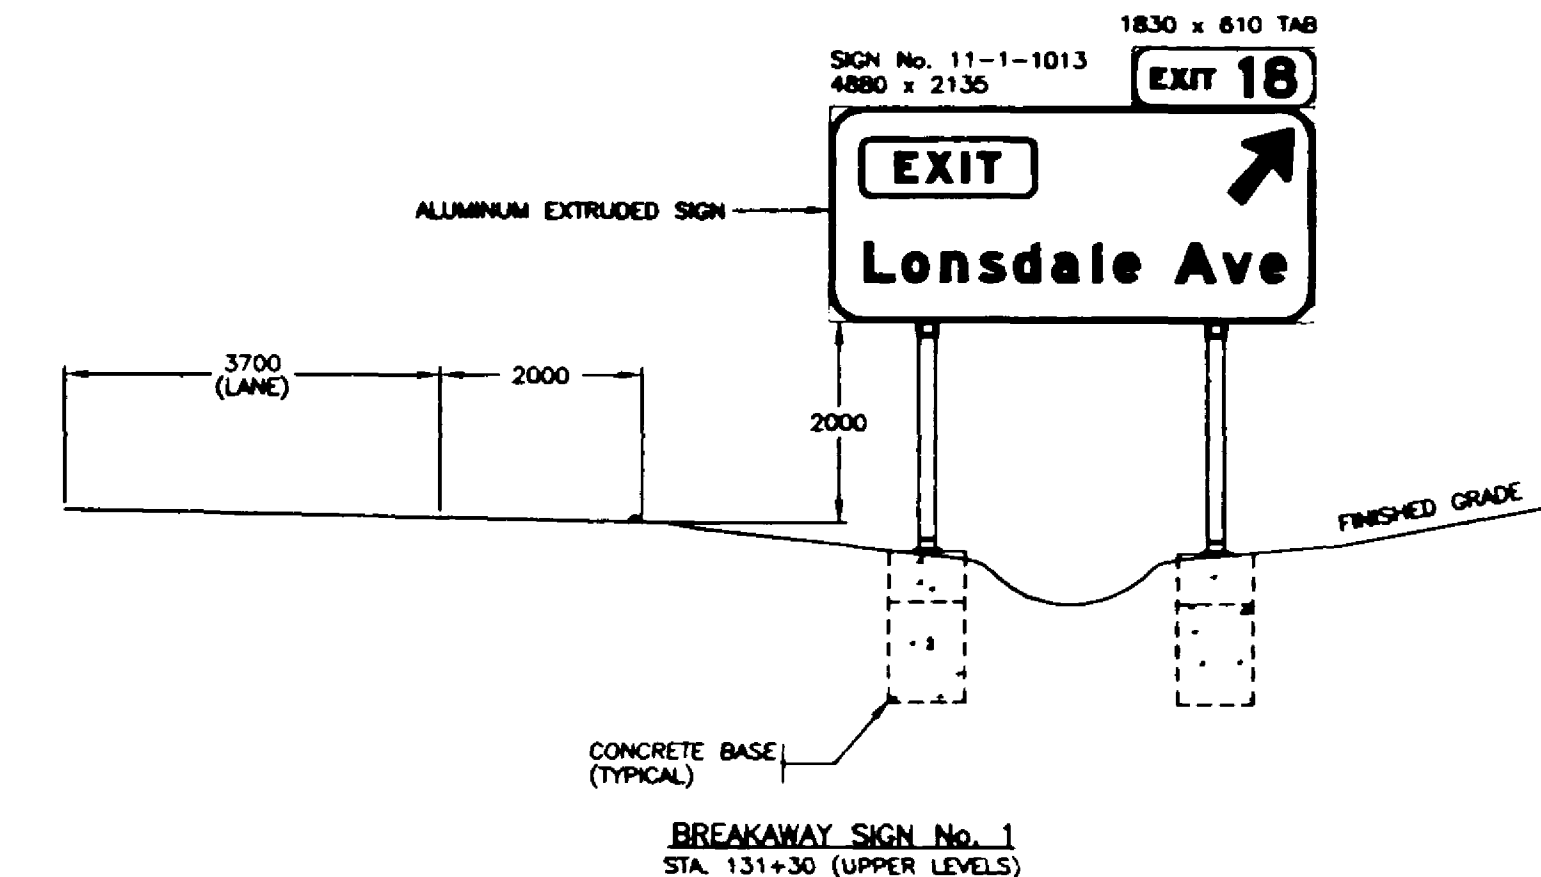 1830 x 610 TAB
SIGN No. 11-1-1013
4880 x 2135
EXIT 18
EXIT
ALUMINUM EXTRUDED SIGN
Lonsdale Ave
3700
(LANE)
2000
2000
FINISHED GRADE
CONCRETE BASE
(TYPICAL)
BREAKAWAY SIGN No. 1
STA. 131+30 (UPPER LEVELS)